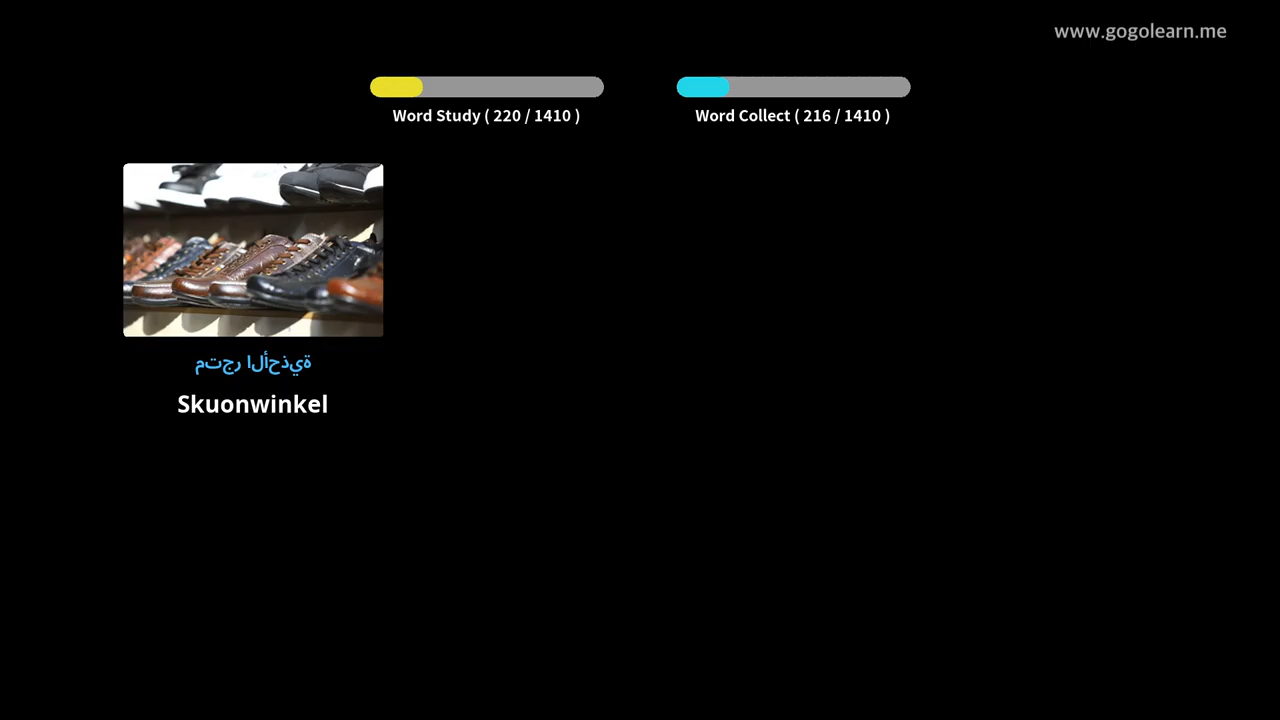 www.gogolearn.me
Word Study ( 220 / 1410 )
Word Collect ( 216 / 1410 )
متجر الأحذية
Skuonwinkel